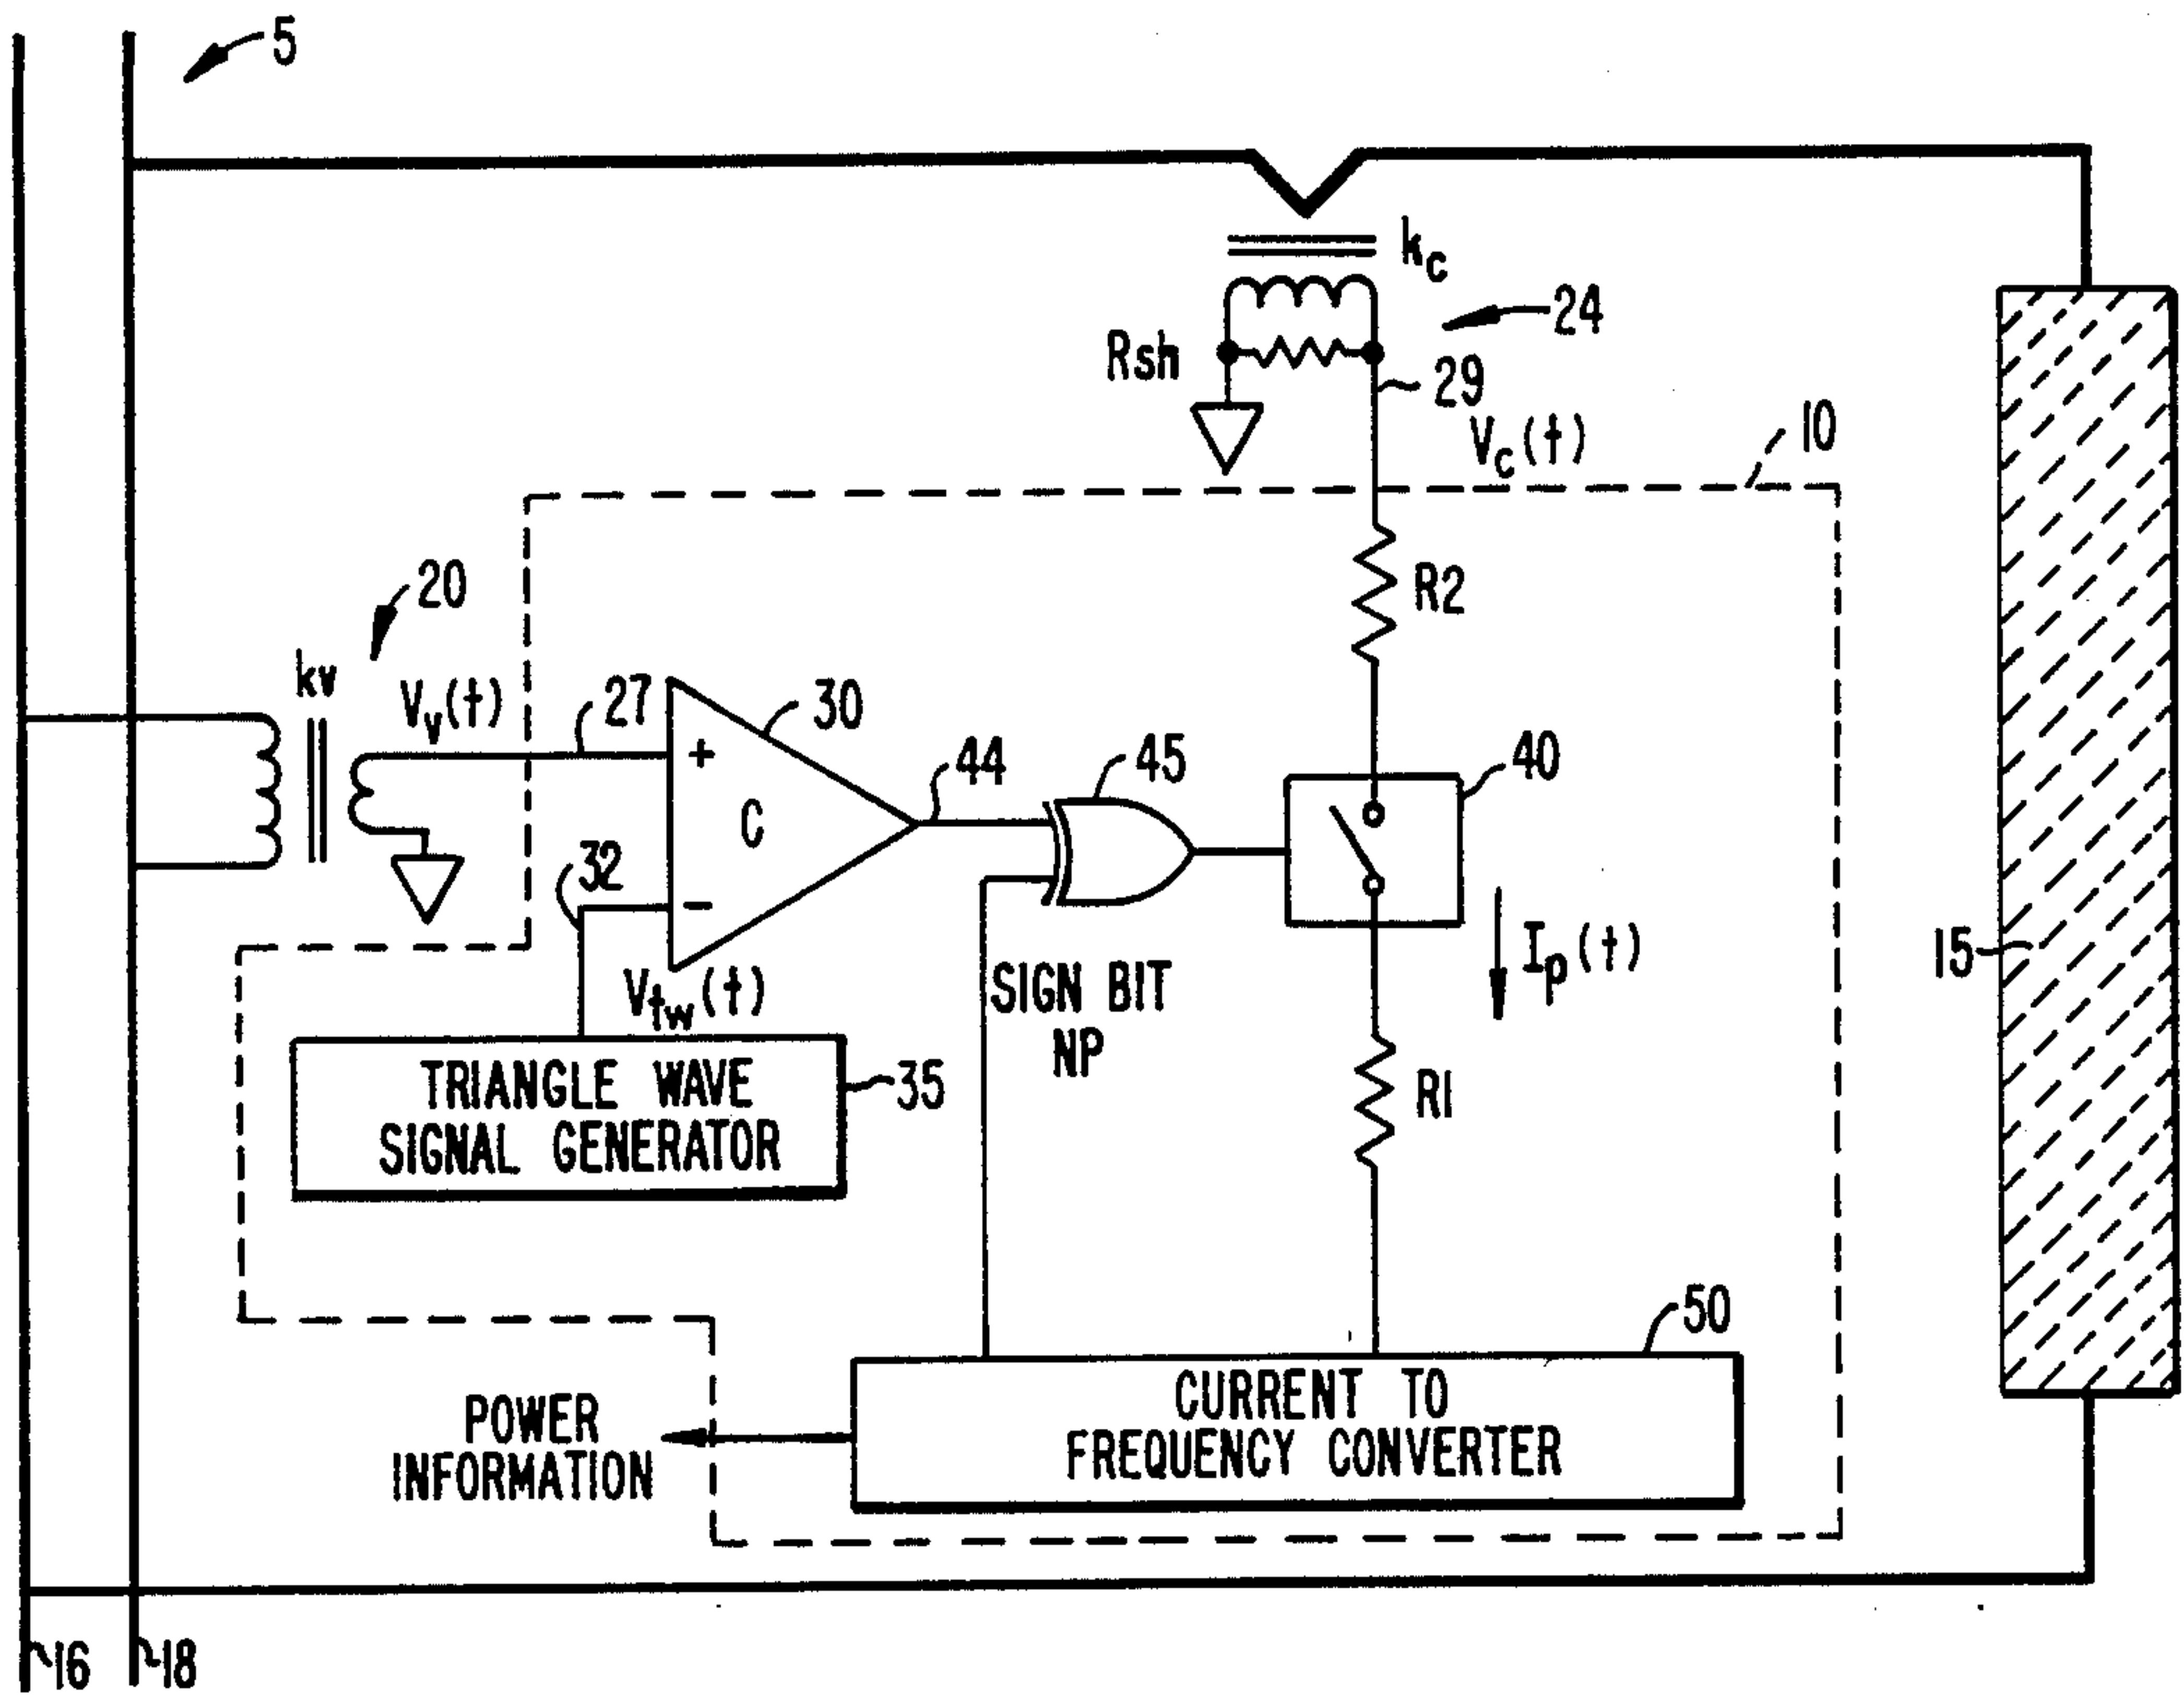 5
kc
24
Rsh
29
Vc(t)
10
20
R2
kv
Vv(t)
27
30
+
C
44
45
40
32
−
Vtw(t)
SIGN BIT
NP
Ip(t)
15
TRIANGLE WAVE
SIGNAL GENERATOR
35
R1
50
CURRENT TO
FREQUENCY CONVERTER
POWER
INFORMATION
16
18